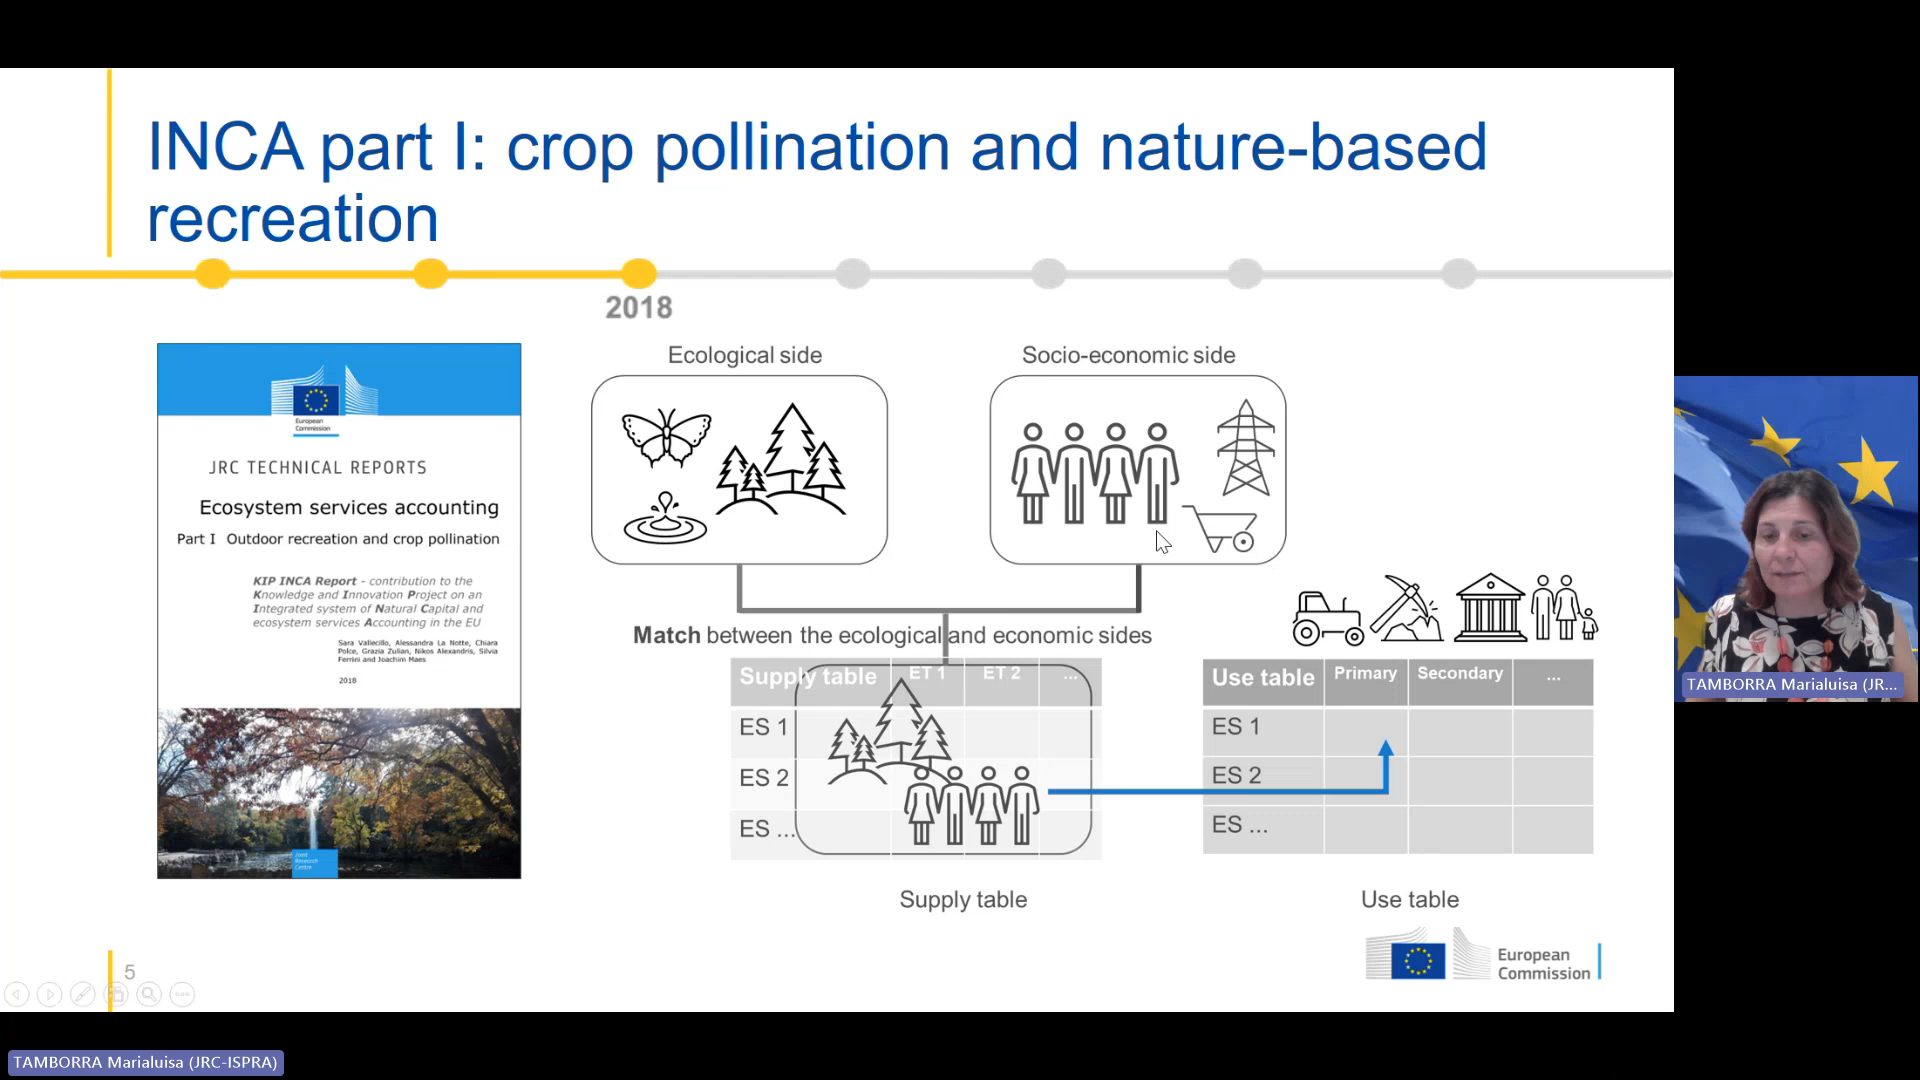 INCA part I: crop pollination and nature-based
recreation
2018
European
Commission
JRC TECHNICAL REPORTS
Ecosystem services accounting
Part I Outdoor recreation and crop pollination
KIP INCA Report - contribution to the
Knowledge and Innovation Project on an
Integrated system of Natural Capital and
ecosystem services Accounting in the EU
Sara Vallecillo, Alessandra La Notte, Chiara
Polce, Grazia Zulian, Nikos Alexandris, Silvia
Ferrini and Joachim Maes
2018
Joint
Research
Centre
Ecological side
Socio-economic side
Match between the ecological and economic sides
Supply table ET 1 ET 2 ...
ES 1
ES 2
ES ...
Supply table
Use table Primary Secondary ...
ES 1
ES 2
ES ...
Use table
European
Commission
5
TAMBORRA Marialuisa (JR...
TAMBORRA Marialuisa (JRC-ISPRA)